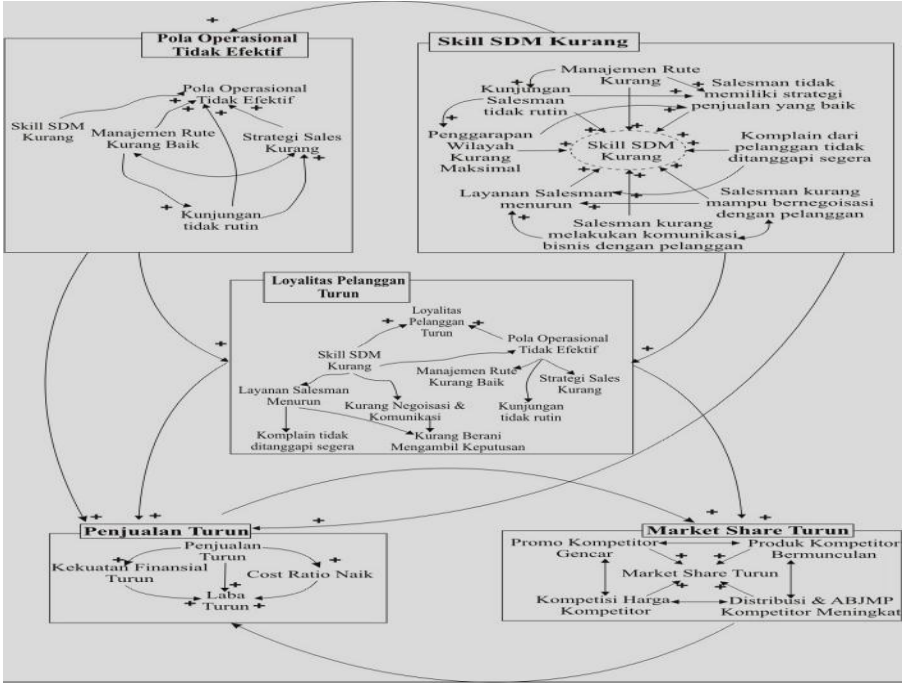 Pola Operasional
Tidak Efektif
Pola Operasional
Tidak Efektif
Skill SDM
Kurang
Manajemen Rute
Kurang Baik
Strategi Sales
Kurang
Kunjungan
tidak rutin
Skill SDM Kurang
Manajemen Rute
Kurang
Kunjungan
Salesman
tidak rutin
Salesman tidak
memiliki strategi
penjualan yang baik
Penggarapan
Wilayah
Kurang
Maksimal
Skill SDM
Kurang
Komplain dari
pelanggan tidak
ditanggapi segera
Layanan Salesman
menurun
Salesman kurang
mampu bernegoisasi
dengan pelanggan
Salesman kurang
melakukan komunikasi
bisnis dengan pelanggan
Loyalitas Pelanggan
Turun
Loyalitas
Pelanggan
Turun
Skill SDM
Kurang
Pola Operasional
Tidak Efektif
Manajemen Rute
Kurang Baik
Strategi Sales
Kurang
Layanan Salesman
Menurun
Kurang Negoisasi &
Komunikasi
Kunjungan
tidak rutin
Komplain tidak
ditanggapi segera
Kurang Berani
Mengambil Keputusan
Penjualan Turun
Penjualan
Turun
Kekuatan Finansial
Turun
Cost Ratio Naik
Laba
Turun
Market Share Turun
Promo Kompetitor
Gencar
Produk Kompetitor
Bermunculan
Market Share Turun
Kompetisi Harga
Kompetitor
Distribusi & ABJMP
Kompetitor Meningkat